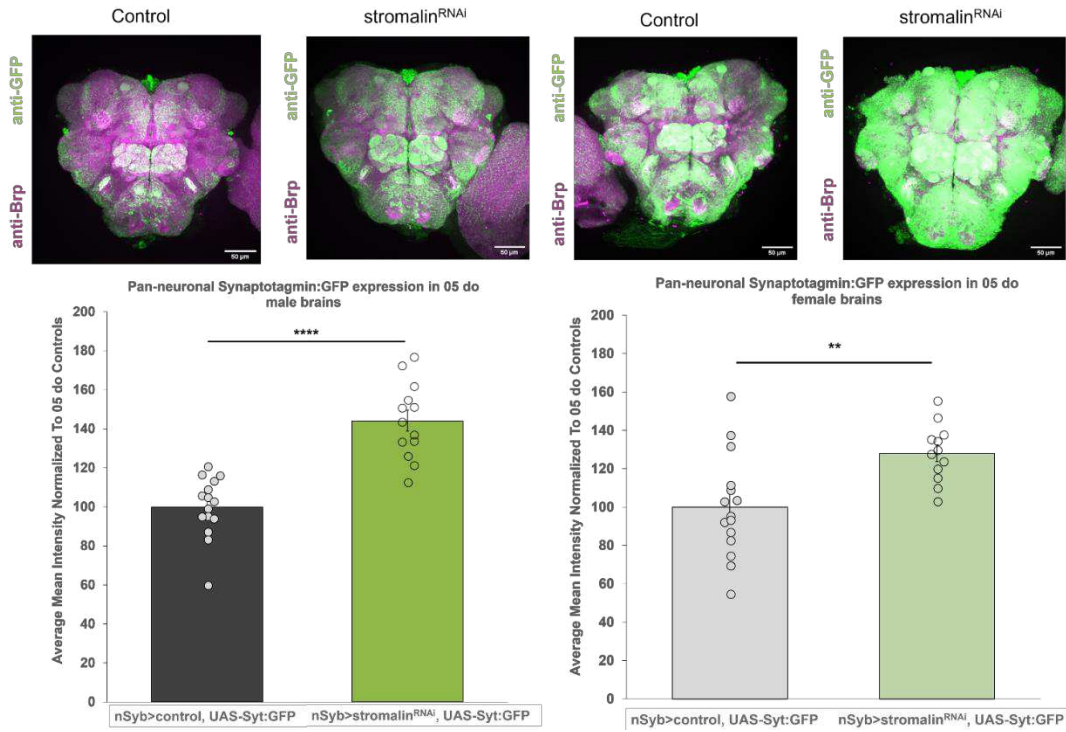 Control
stromalin^RNAi
Control
stromalin^RNAi
anti-GFP
anti-Brp
50 µm
anti-GFP
anti-Brp
50 µm
anti-GFP
anti-Brp
50 µm
anti-GFP
anti-Brp
50 µm
Pan-neuronal Synaptotagmin:GFP expression in 05 do
male brains
Average Mean Intensity Normalized To 05 do Controls
200
180
160
140
120
100
80
60
40
20
0
****
nSyb>control, UAS-Syt:GFP
nSyb>stromalin^RNAi, UAS-Syt:GFP
Pan-neuronal Synaptotagmin:GFP expression in 05 do
female brains
Average Mean Intensity Normalized To 05 do Controls
200
180
160
140
120
100
80
60
40
20
0
**
nSyb>control, UAS-Syt:GFP
nSyb>stromalin^RNAi, UAS-Syt:GFP